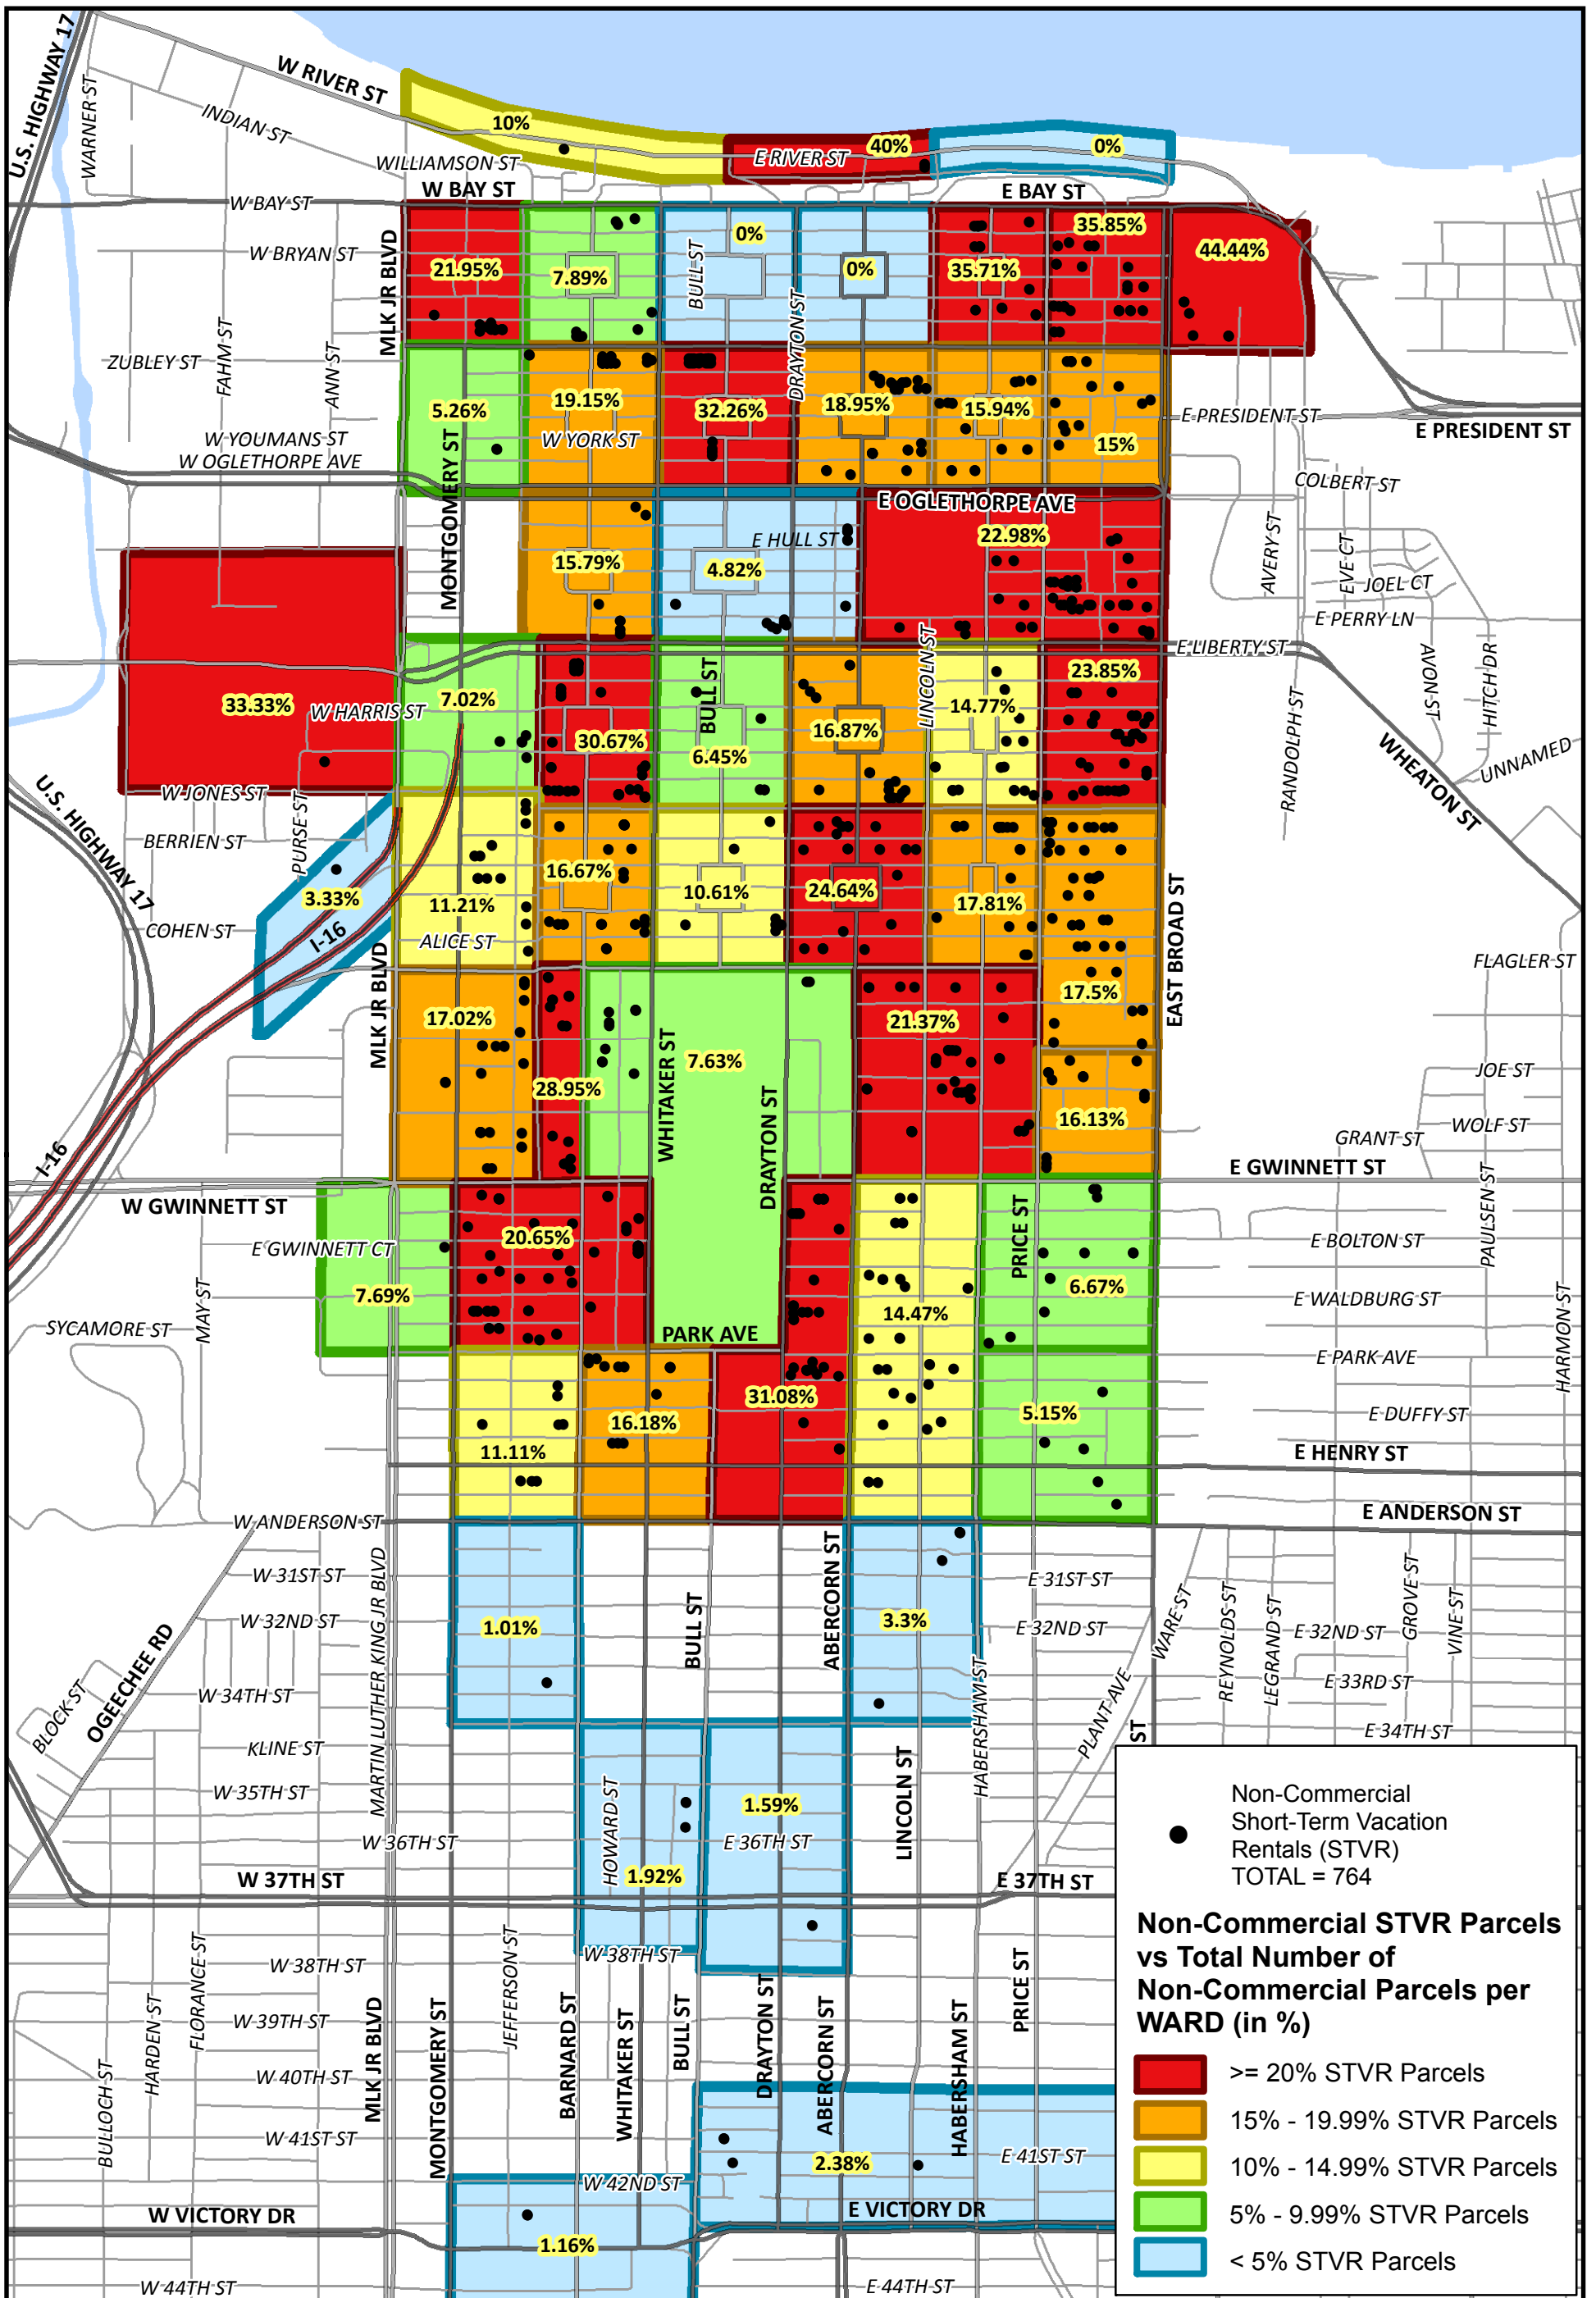 U.S. HIGHWAY 17
WARNER ST
W RIVER ST
INDIAN ST
10%
WILLIAMSON ST
E RIVER ST
40%
0%
W BAY ST
W BAY ST
E BAY ST
W BRYAN ST
MLK JR BLVD
21.95%
7.89%
BULL ST
0%
DRAYTON ST
0%
35.71%
35.85%
44.44%
ZUBLEY ST
FAHM ST
ANN ST
5.26%
19.15%
32.26%
18.95%
15.94%
15%
E PRESIDENT ST
E PRESIDENT ST
W YOUMANS ST
W YORK ST
W OGLETHORPE AVE
MONTGOMERY ST
E OGLETHORPE AVE
COLBERT ST
AVERY ST
EVE CT
JOEL CT
E PERRY LN
15.79%
4.82%
E HULL ST
22.98%
LINCOLN ST
E LIBERTY ST
AVON ST
HITCH DR
33.33%
W HARRIS ST
7.02%
30.67%
BULL ST
6.45%
16.87%
14.77%
23.85%
RANDOLPH ST
WHEATON ST
UNNAMED
U.S. HIGHWAY 17
W JONES ST
BERRIEN ST
PURSE ST
3.33%
COHEN ST
I-16
11.21%
ALICE ST
16.67%
10.61%
24.64%
17.81%
EAST BROAD ST
FLAGLER ST
MLK JR BLVD
17.02%
28.95%
WHITAKER ST
7.63%
DRAYTON ST
21.37%
17.5%
16.13%
JOE ST
WOLF ST
GRANT ST
I-16
W GWINNETT ST
E GWINNETT ST
PAULSEN ST
E GWINNETT CT
7.69%
20.65%
PRICE ST
6.67%
14.47%
E BOLTON ST
E WALDBURG ST
HARMON ST
SYCAMORE ST
MAY ST
PARK AVE
E PARK AVE
31.08%
16.18%
11.11%
5.15%
E DUFFY ST
E HENRY ST
W ANDERSON ST
E ANDERSON ST
W 31ST ST
MARTIN LUTHER KING JR BLVD
1.01%
BULL ST
ABERCORN ST
3.3%
E 31ST ST
W 32ND ST
E 32ND ST
WARE ST
REYNOLDS ST
LEGRAND ST
E 32ND ST
GROVE ST
VINE ST
OGEECHEE RD
BLOCK ST
W 34TH ST
HABERSHAM ST
PLANT AVE
E 33RD ST
E 34TH ST
KLINE ST
W 35TH ST
HOWARD ST
1.59%
LINCOLN ST
ST
W 36TH ST
E 36TH ST
1.92%
W 37TH ST
E 37TH ST
W 38TH ST
W 38TH ST
FLORANCE ST
HARDEN ST
BULLOCH ST
W 39TH ST
MLK JR BLVD
MONTGOMERY ST
JEFFERSON ST
BARNARD ST
WHITAKER ST
BULL ST
DRAYTON ST
ABERCORN ST
HABERSHAM ST
PRICE ST
W 40TH ST
W 41ST ST
2.38%
E 41ST ST
W 42ND ST
W VICTORY DR
E VICTORY DR
1.16%
W 44TH ST
E 44TH ST
Non-Commercial
Short-Term Vacation
Rentals (STVR)
TOTAL = 764
Non-Commercial STVR Parcels
vs Total Number of
Non-Commercial Parcels per
WARD (in %)
>= 20% STVR Parcels
15% - 19.99% STVR Parcels
10% - 14.99% STVR Parcels
5% - 9.99% STVR Parcels
< 5% STVR Parcels